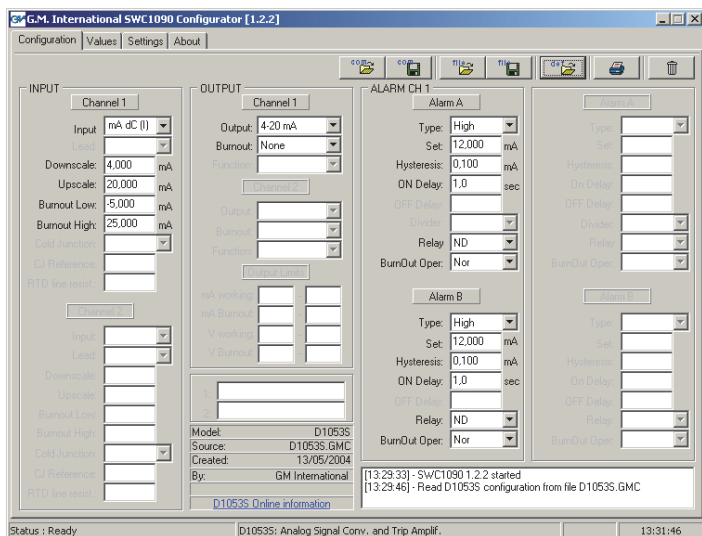 G.M. International SWC1090 Configurator [1.2.2]
Configuration Values Settings About
com com file file def
INPUT
Channel 1
Input mA dC (I)
Lead:
Downscale: 4,000 mA
Upscale: 20,000 mA
Burnout Low: -5,000 mA
Burnout High: 25,000 mA
Cold Junction:
CJ Reference:
RTD line resist.:
Channel 2
Input:
Lead:
Downscale:
Upscale:
Burnout Low:
Burnout High:
Cold Junction:
CJ Reference:
RTD line resist.:
OUTPUT
Channel 1
Output: 4-20 mA
Burnout: None
Function:
Channel 2
Output:
Burnout:
Function:
Output Limits
mA working: -
mA Burnout: -
V working: -
V Burnout: -
1:
2:
Model: D1053S
Source: D1053S.GMC
Created: 13/05/2004
By: GM International
D1053S Online information
ALARM CH 1
Alarm A
Type: High
Set: 12,000 mA
Hysteresis: 0,100 mA
ON Delay: 1,0 sec
OFF Delay:
Divider:
Relay ND
BurnOut Oper: Nor
Alarm B
Type: High
Set: 12,000 mA
Hysteresis: 0,100 mA
ON Delay: 1,0 sec
OFF Delay:
Relay: ND
BurnOut Oper: Nor
Alarm A
Type:
Set:
Hysteresis:
On Delay:
OFF Delay:
Divider:
Relay
BurnOut Oper:
Alarm B
Type:
Set:
Hysteresis:
On Delay:
OFF Delay:
Relay:
BurnOut Oper:
[13:29:33] - SWC1090 1.2.2 started
[13:29:46] - Read D1053S configuration from file D1053S.GMC
Status : Ready
D1053S: Analog Signal Conv. and Trip Amplif.
13:31:46